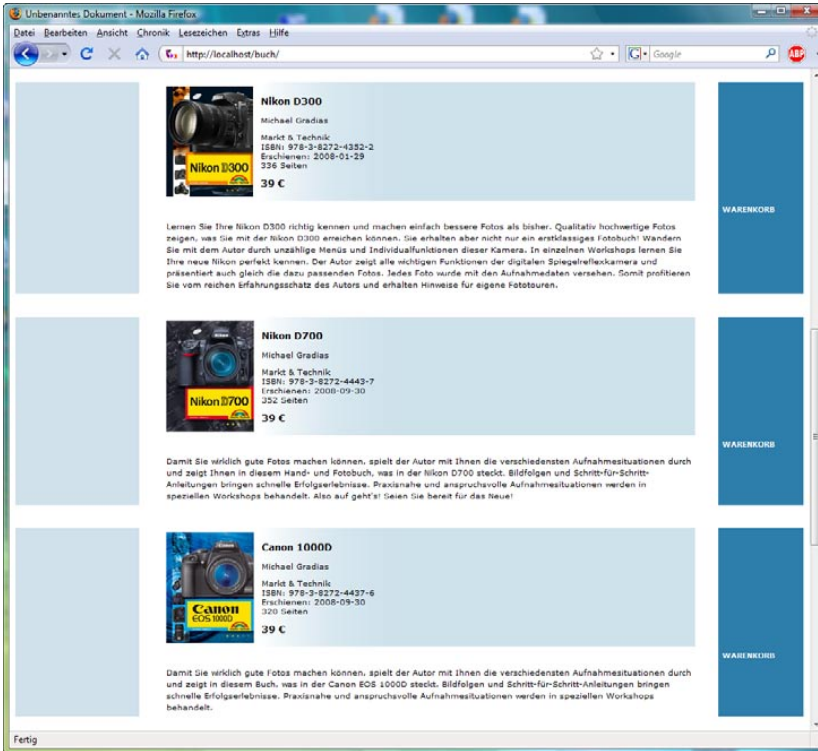 Unbenanntes Dokument - Mozilla Firefox
Datei Bearbeiten Ansicht Chronik Lesezeichen Extras Hilfe
http://localhost/buch/
Google
ABP
Nikon D300
Michael Gradias
Markt & Technik
ISBN: 978-3-8272-4352-2
Erschienen: 2008-01-29
336 Seiten
39 €
Nikon D300
WARENKORB
Lernen Sie Ihre Nikon D300 richtig kennen und machen einfach bessere Fotos als bisher. Qualitativ hochwertige Fotos
zeigen, was Sie mit der Nikon D300 erreichen können. Sie erhalten aber nicht nur ein erstklassiges Fotobuch! Wandern
Sie mit dem Autor durch unzählige Menüs und Individualfunktionen dieser Kamera. In einzelnen Workshops lernen Sie
Ihre neue Nikon perfekt kennen. Der Autor zeigt alle wichtigen Funktionen der digitalen Spiegelreflexkamera und
präsentiert auch gleich die dazu passenden Fotos. Jedes Foto wurde mit den Aufnahmedaten versehen. Somit profitieren
Sie vom reichen Erfahrungsschatz des Autors und erhalten Hinweise für eigene Fototouren.
Nikon D700
Michael Gradias
Markt & Technik
ISBN: 978-3-8272-4443-7
Erschienen: 2008-09-30
352 Seiten
39 €
Nikon D700
WARENKORB
Damit Sie wirklich gute Fotos machen können, spielt der Autor mit Ihnen die verschiedensten Aufnahmesituationen durch
und zeigt Ihnen in diesem Hand- und Fotobuch, was in der Nikon D700 steckt. Bildfolgen und Schritt-für-Schritt-
Anleitungen bringen schnelle Erfolgserlebnisse. Praxisnahe und anspruchsvolle Aufnahmesituationen werden in
speziellen Workshops behandelt. Also auf geht's! Seien Sie bereit für das Neue!
Canon 1000D
Michael Gradias
Markt & Technik
ISBN: 978-3-8272-4437-6
Erschienen: 2008-09-30
320 Seiten
39 €
Canon
EOS 1000D
WARENKORB
Damit Sie wirklich gute Fotos machen können, spielt der Autor mit Ihnen die verschiedensten Aufnahmesituationen durch
und zeigt in diesem Buch, was in der Canon EOS 1000D steckt. Bildfolgen und Schritt-für-Schritt-Anleitungen bringen
schnelle Erfolgserlebnisse. Praxisnahe und anspruchsvolle Aufnahmesituationen werden in speziellen Workshops
behandelt.
Fertig